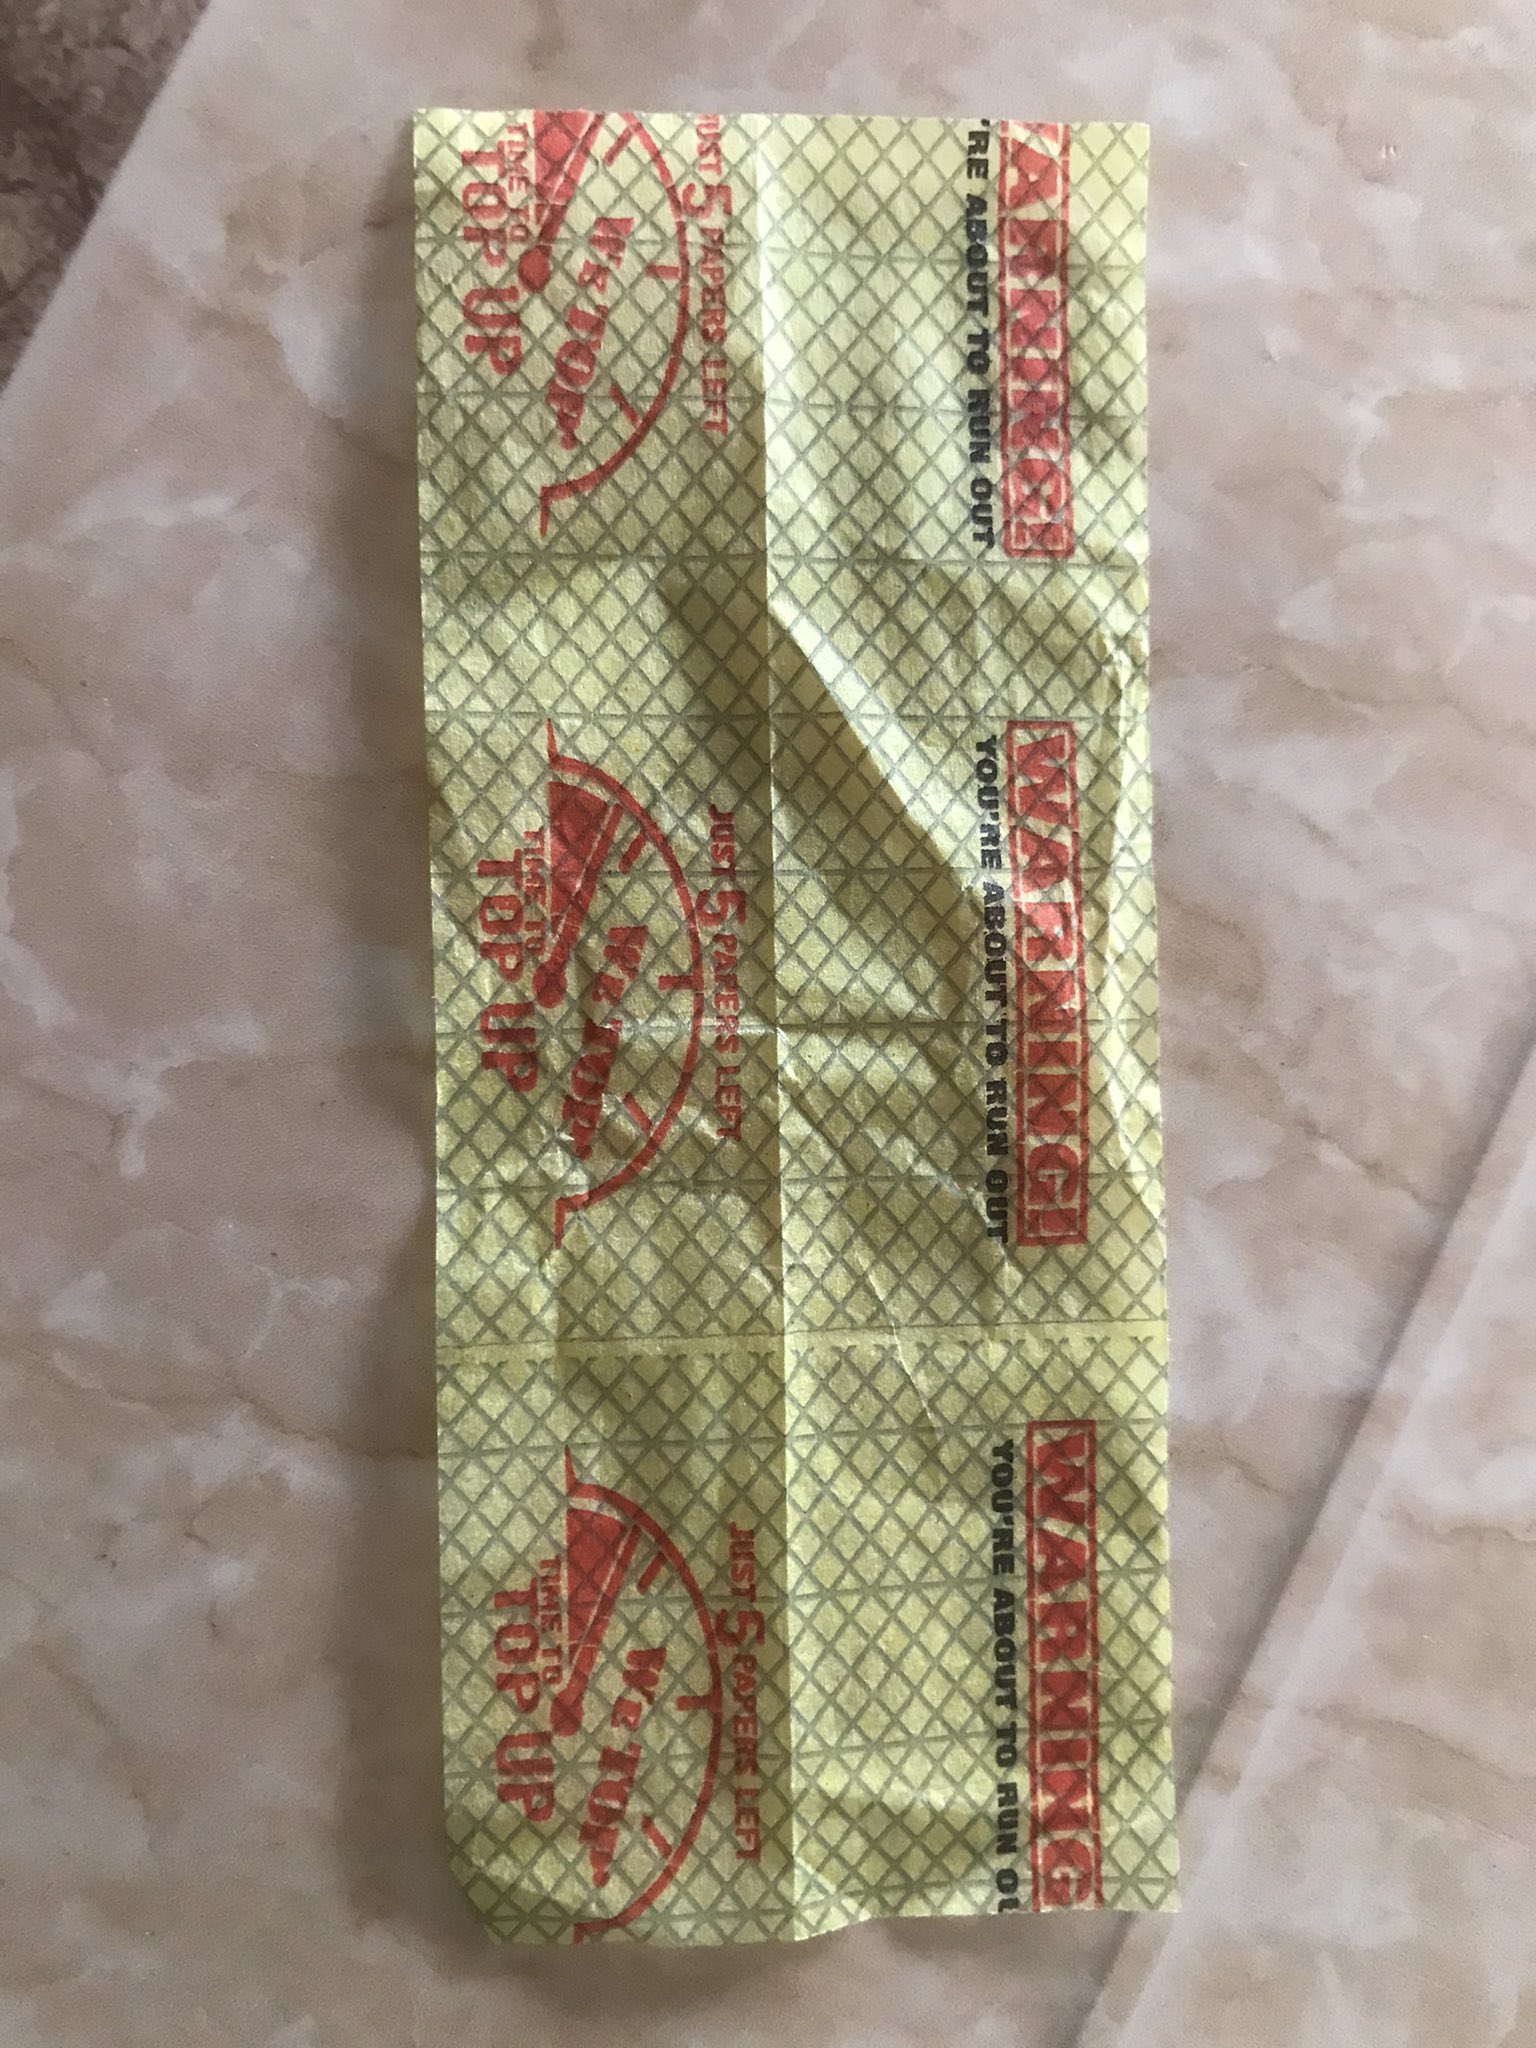 ARNING!
'RE ABOUT TO RUN OUT
JUST 5 PAPERS LEFT
TIME TO
TOP UP
WARNING!
YOU'RE ABOUT TO RUN OUT
JUST 5 PAPERS LEFT
TIME TO
TOP UP
WARNING
YOU'RE ABOUT TO RUN OU
JUST 5 PAPERS LEFT
TIME TO
TOP UP